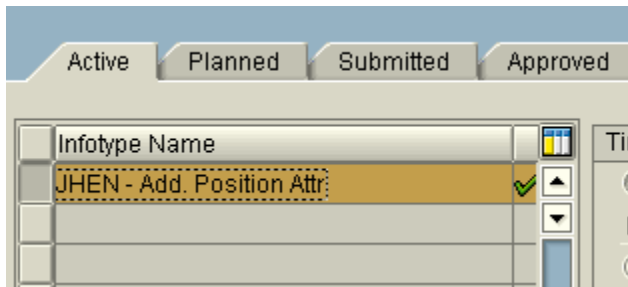 Active Planned Submitted Approved
Infotype Name
JHEN - Add. Position Attr